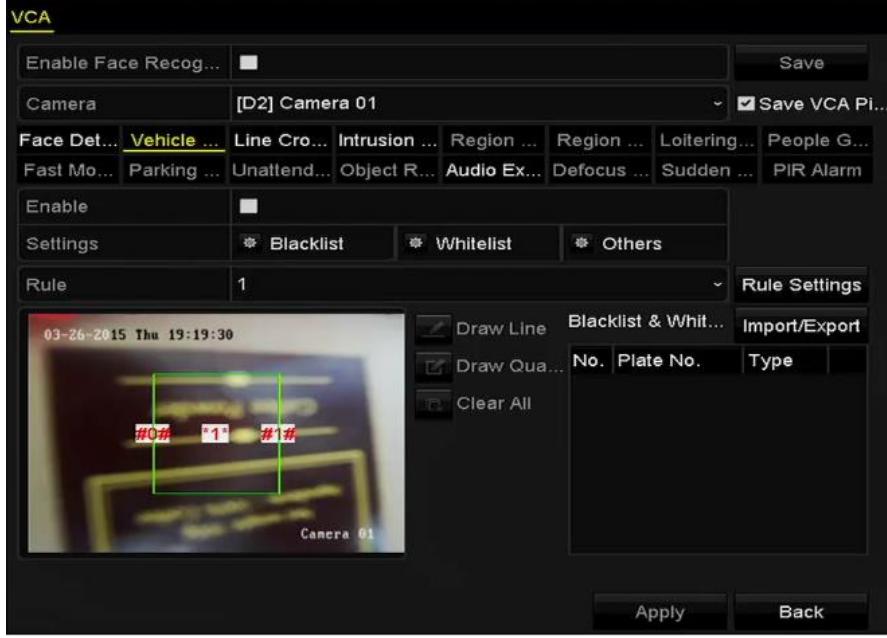 VCA
Enable Face Recog...
Save
Camera [D2] Camera 01
Save VCA Pi...
Face Det... Vehicle ... Line Cro... Intrusion ... Region ... Region ... Loitering... People G...
Fast Mo... Parking ... Unattend... Object R... Audio Ex... Defocus ... Sudden ... PIR Alarm
Enable
Settings Blacklist Whitelist Others
Rule 1 Rule Settings
03-26-2015 Thu 19:19:30
#0# *1* #1#
Camera 01
Draw Line
Draw Qua...
Clear All
Blacklist & Whit... Import/Export
No. Plate No. Type
Apply Back